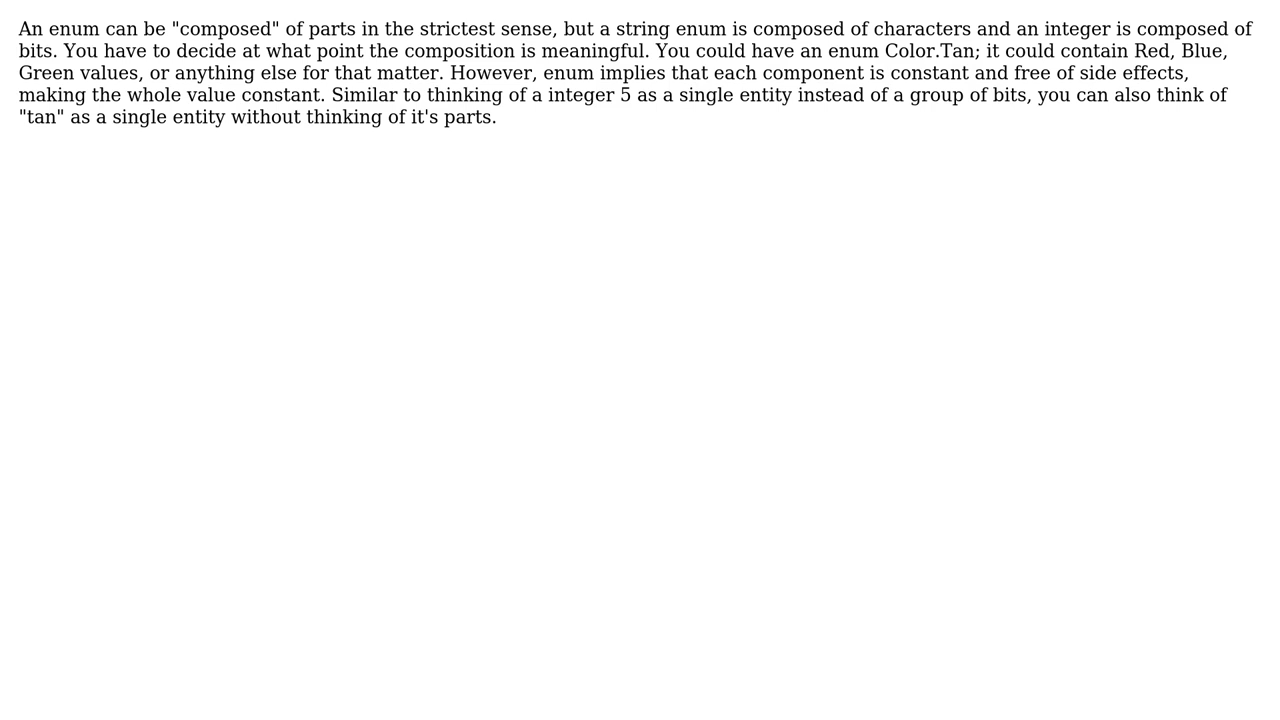 An enum can be "composed" of parts in the strictest sense, but a string enum is composed of characters and an integer is composed of
bits. You have to decide at what point the composition is meaningful. You could have an enum Color.Tan; it could contain Red, Blue,
Green values, or anything else for that matter. However, enum implies that each component is constant and free of side effects,
making the whole value constant. Similar to thinking of a integer 5 as a single entity instead of a group of bits, you can also think of
"tan" as a single entity without thinking of it's parts.